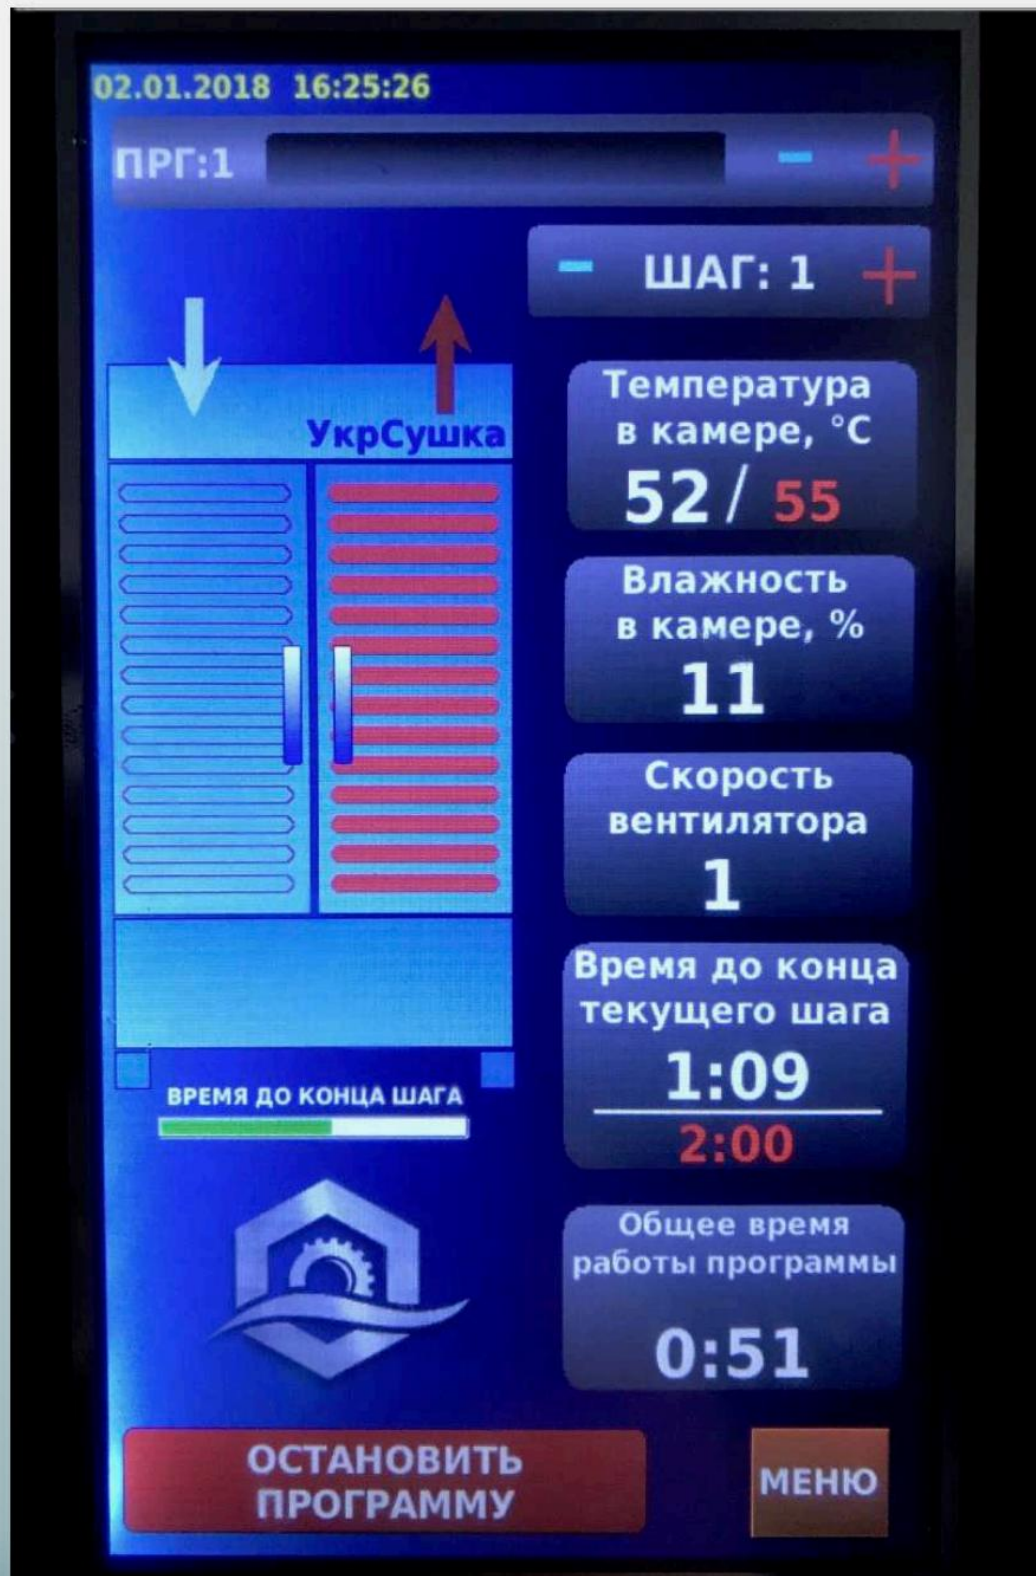 02.01.2018 16:25:26
ПРГ:1 - +
- ШАГ: 1 +
УкрСушка
Температура
в камере, °C
52 / 55
Влажность
в камере, %
11
Скорость
вентилятора
1
Время до конца
текущего шага
1:09
2:00
ВРЕМЯ ДО КОНЦА ШАГА
Общее время
работы программы
0:51
ОСТАНОВИТЬ
ПРОГРАММУ
МЕНЮ